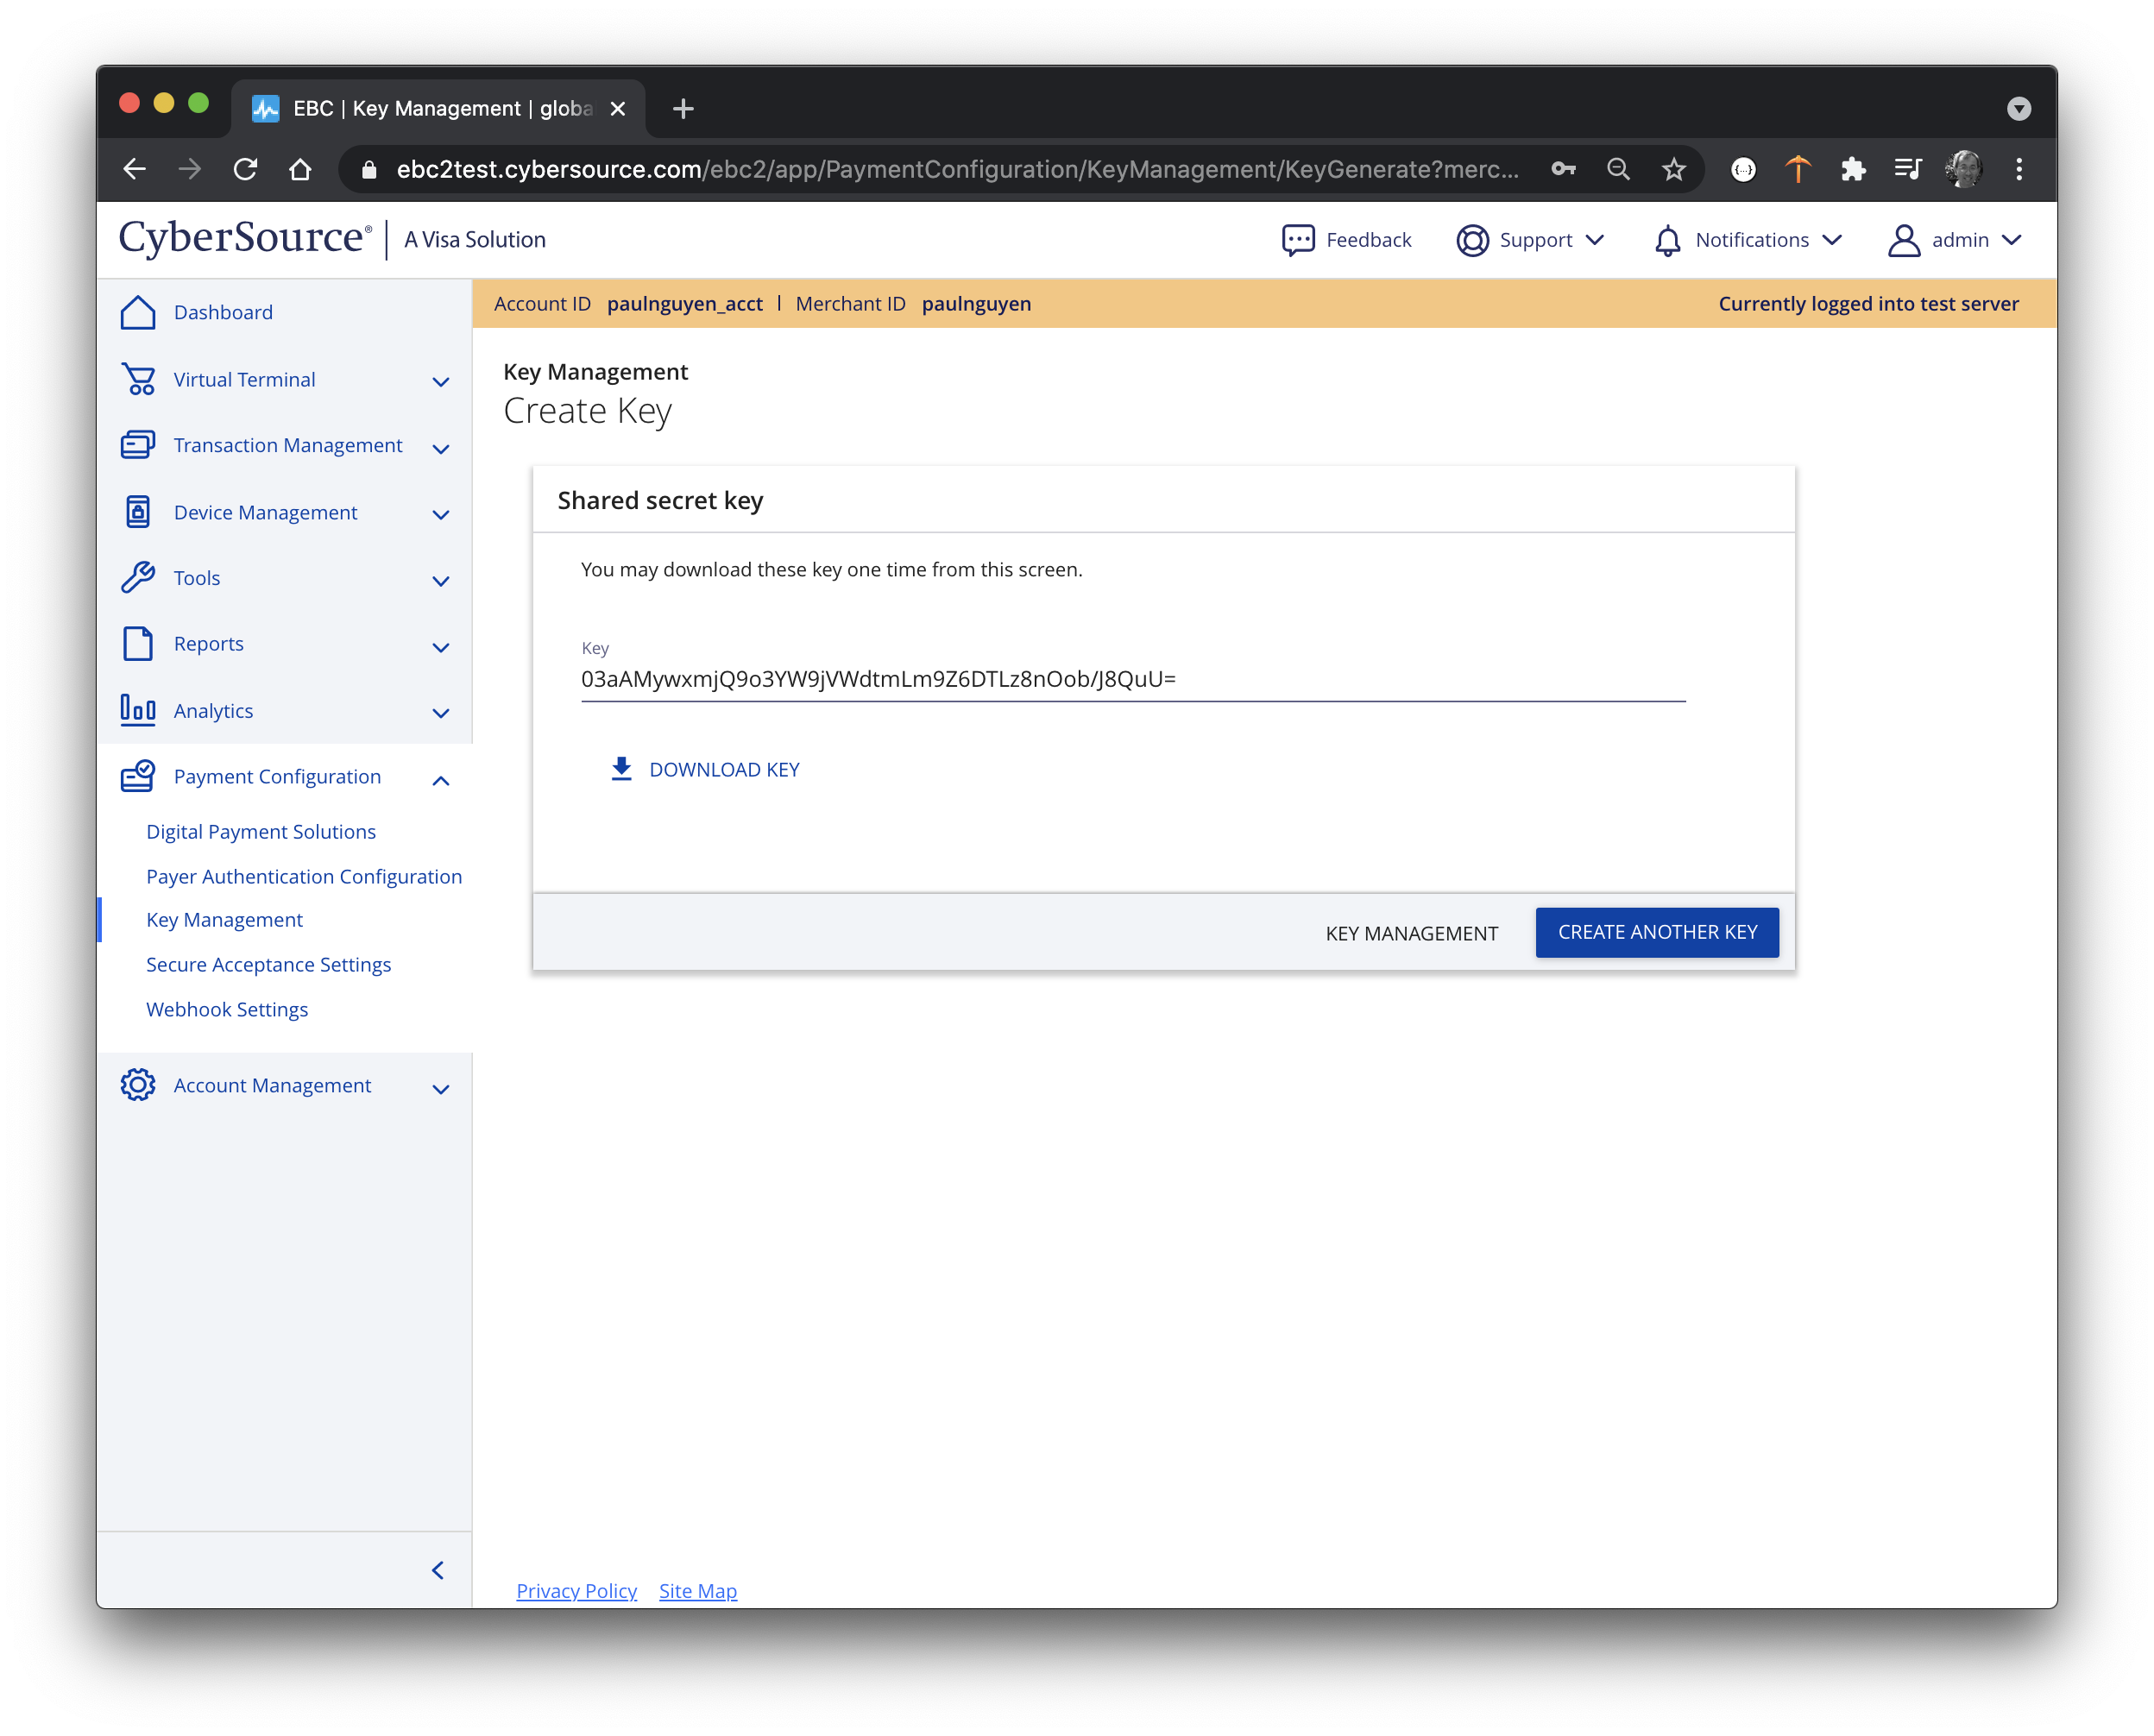 EBC | Key Management | globa
ebc2test.cybersource.com/ebc2/app/PaymentConfiguration/KeyManagement/KeyGenerate?merc...
CyberSource® | A Visa Solution
Feedback
Support
Notifications
admin
Account ID paulnguyen_acct | Merchant ID paulnguyen
Currently logged into test server
Dashboard
Virtual Terminal
Transaction Management
Device Management
Tools
Reports
Analytics
Payment Configuration
Digital Payment Solutions
Payer Authentication Configuration
Key Management
Secure Acceptance Settings
Webhook Settings
Account Management
Key Management
Create Key
Shared secret key
You may download these key one time from this screen.
Key
03aAMywxmjQ9o3YW9jVWdtmLm9Z6DTLz8nOob/J8QuU=
DOWNLOAD KEY
KEY MANAGEMENT
CREATE ANOTHER KEY
Privacy Policy
Site Map